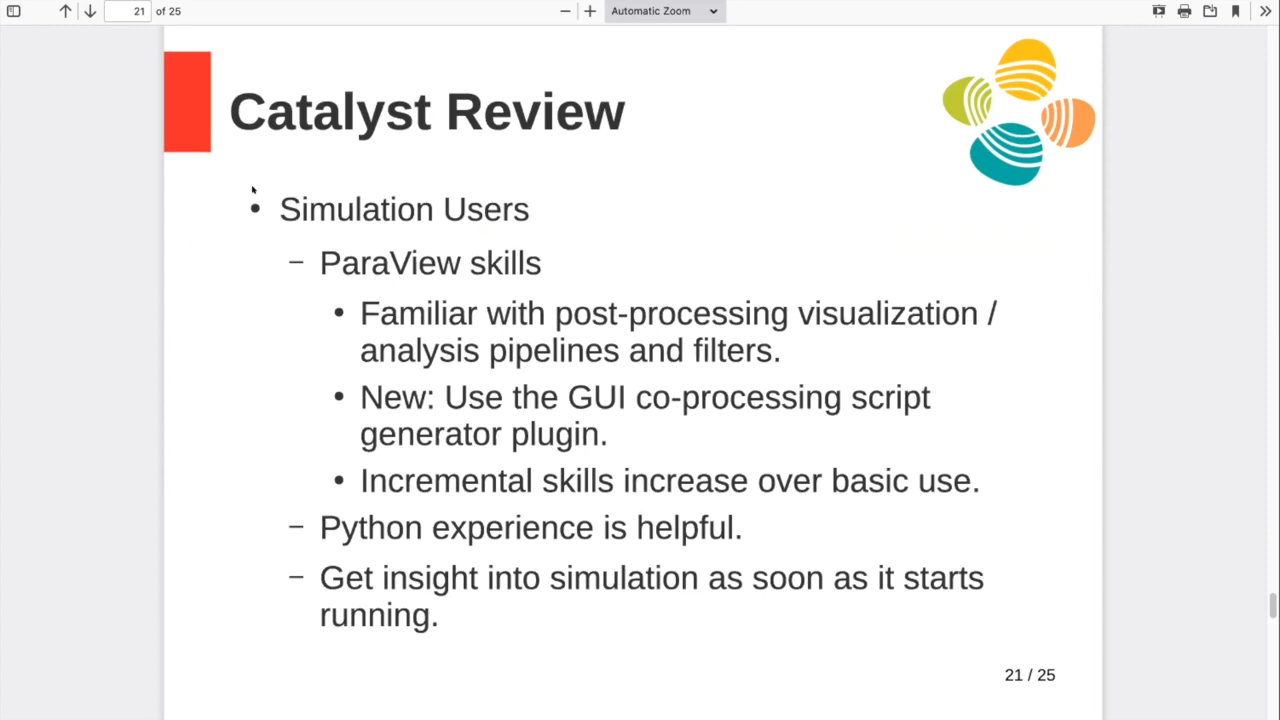 21 of 25
Automatic Zoom
Catalyst Review
• Simulation Users
– ParaView skills
• Familiar with post-processing visualization /
analysis pipelines and filters.
• New: Use the GUI co-processing script
generator plugin.
• Incremental skills increase over basic use.
– Python experience is helpful.
– Get insight into simulation as soon as it starts
running.
21 / 25